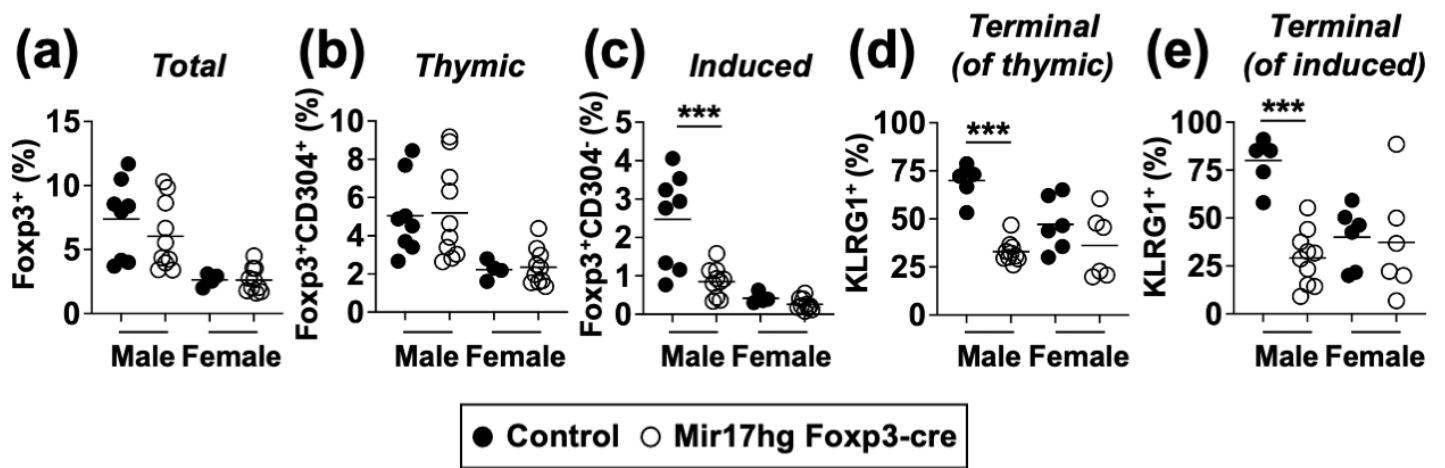 (a) Total
Foxp3⁺ (%)
15
10
5
0
Male Female
(b) Thymic
Foxp3⁺CD304⁺ (%)
10
8
6
4
2
0
Male Female
(c) Induced
Foxp3⁺CD304⁻ (%)
5
4
3
2
1
0
***
Male Female
(d) Terminal
(of thymic)
KLRG1⁺ (%)
100
75
50
25
0
***
Male Female
(e) Terminal
(of induced)
KLRG1⁺ (%)
100
75
50
25
0
***
Male Female
Control Mir17hg Foxp3-cre